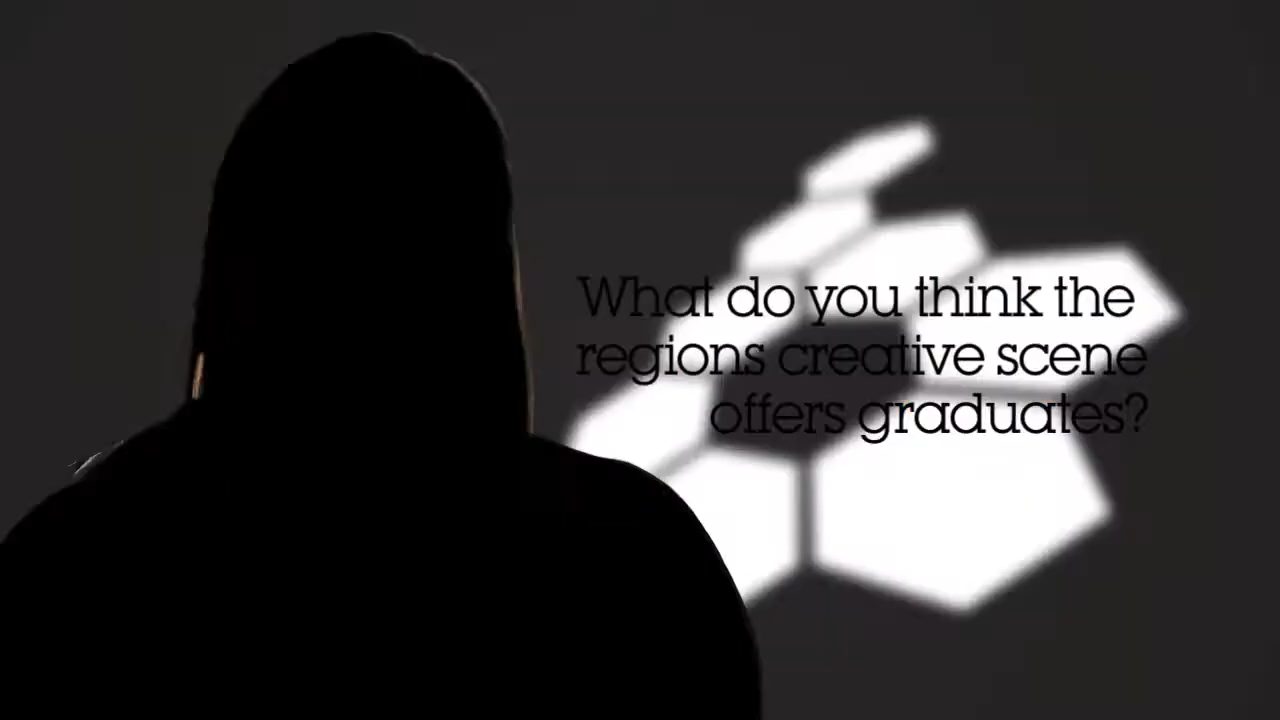 What do you think the
regions creative scene
offers graduates?